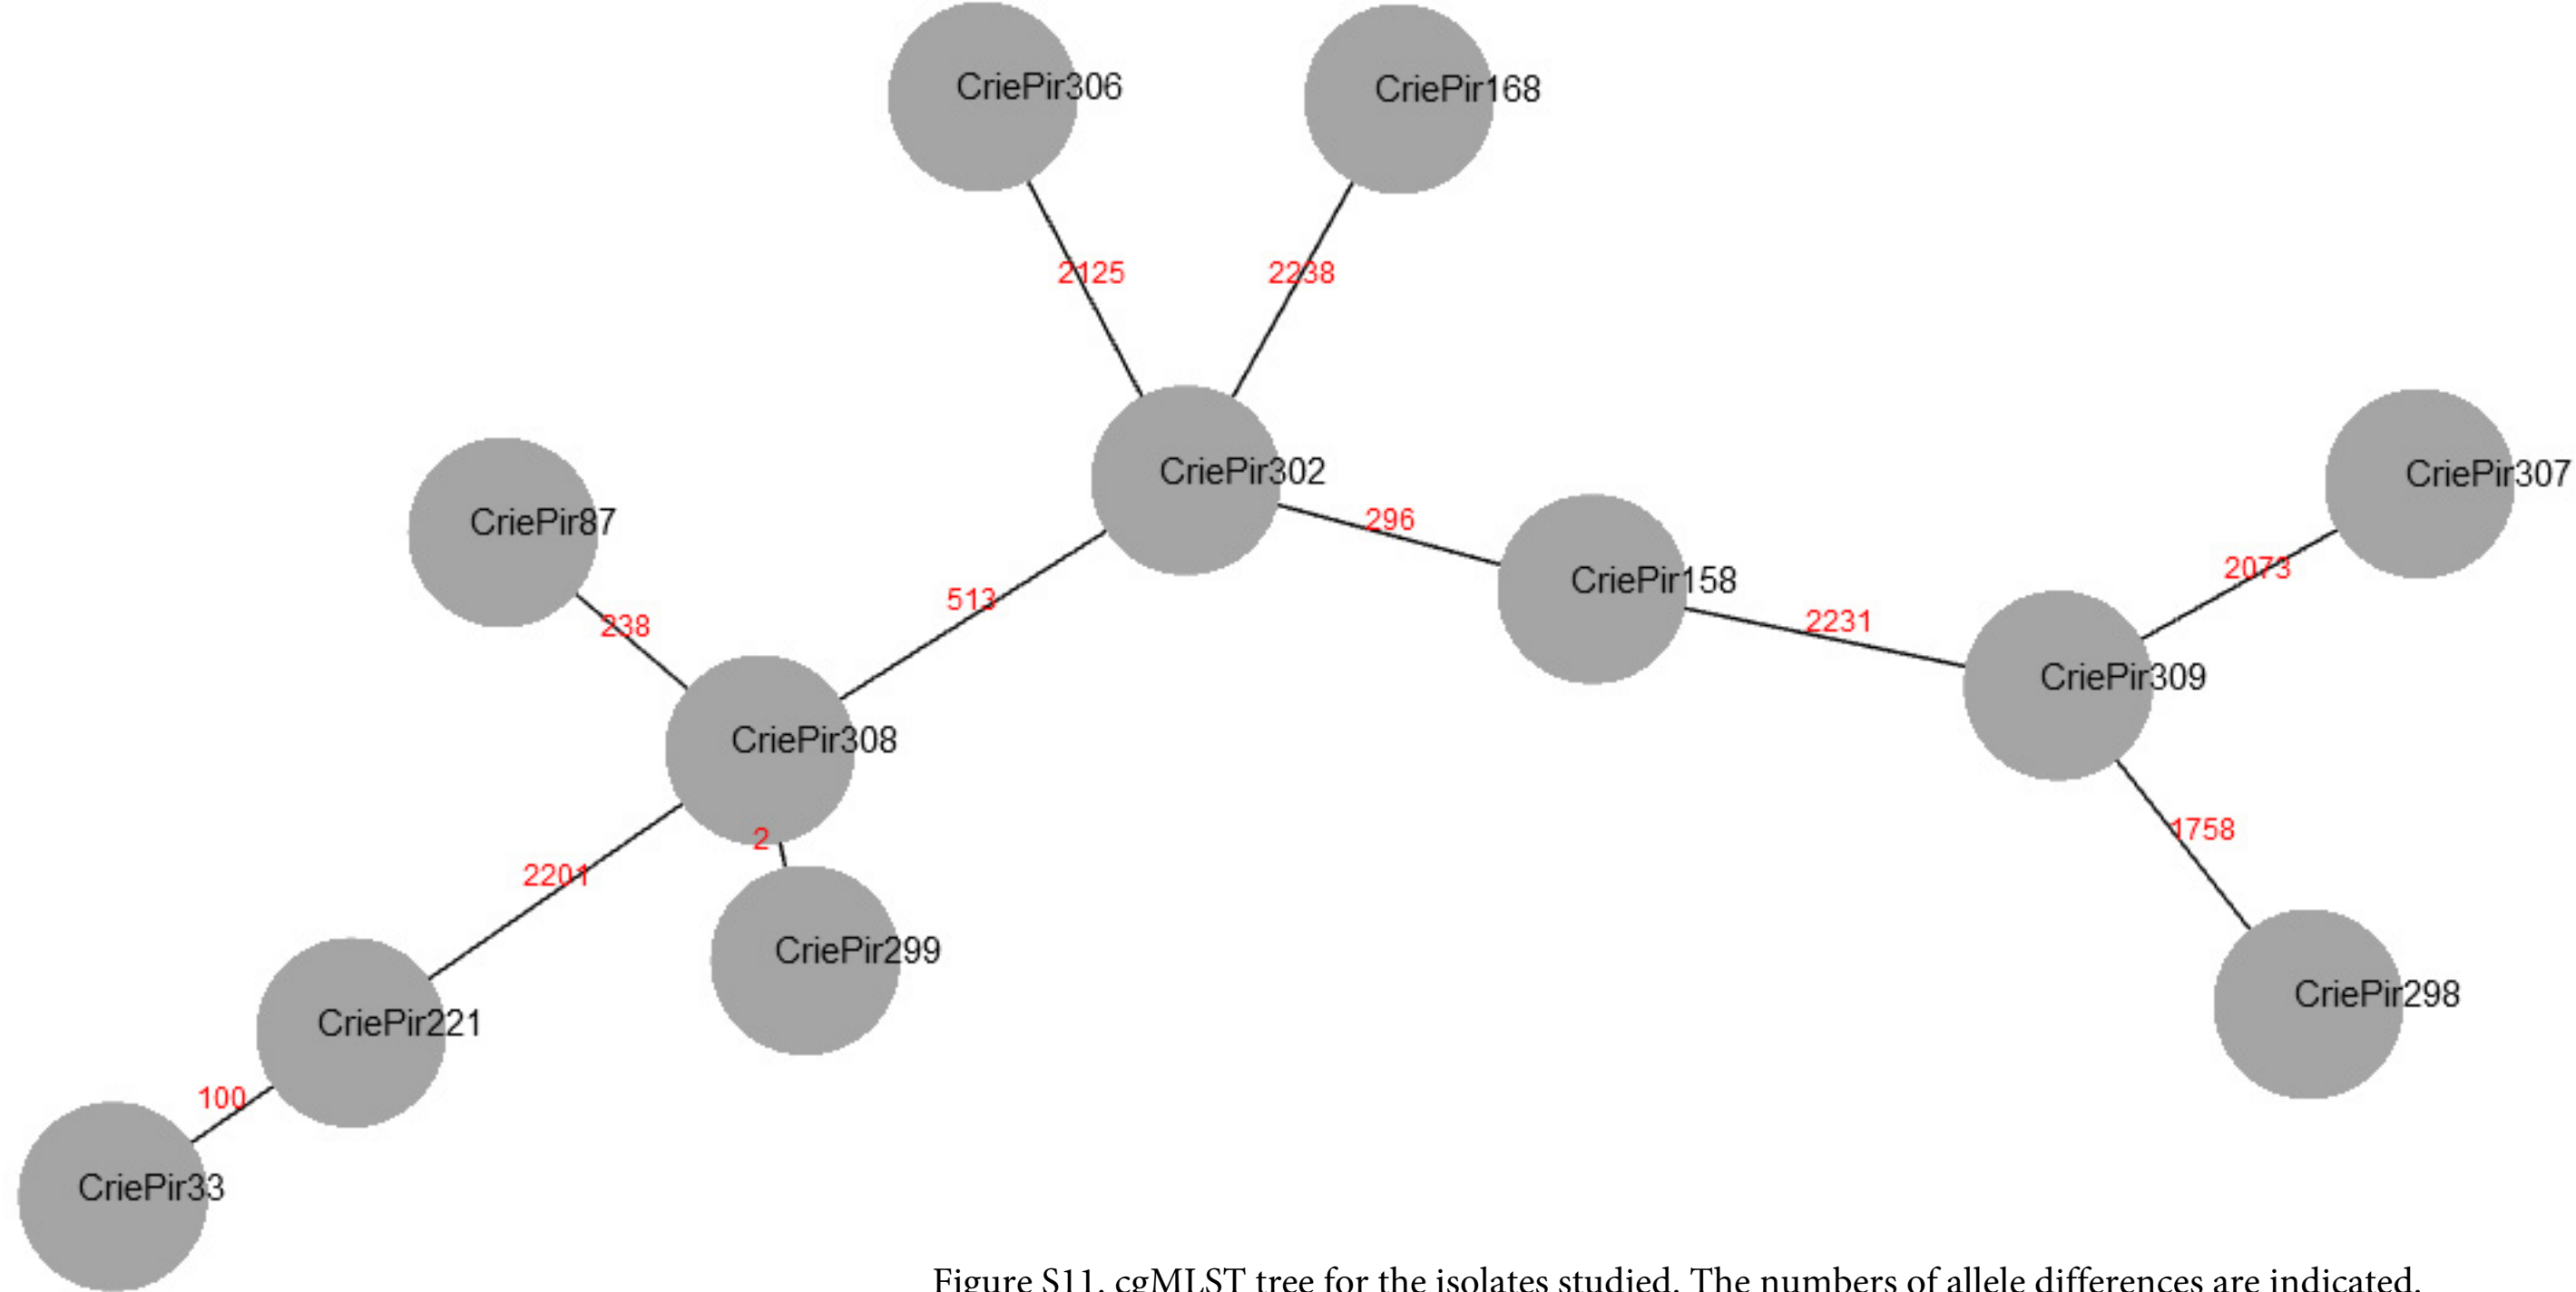 CriePir306
CriePir168
2125
2238
CriePir302
CriePir307
296
CriePir87
CriePir158
2073
513
2231
238
CriePir309
CriePir308
1758
2
2201
CriePir299
CriePir298
CriePir221
100
CriePir33
Figure S11. cgMLST tree for the isolates studied. The numbers of allele differences are indicated.